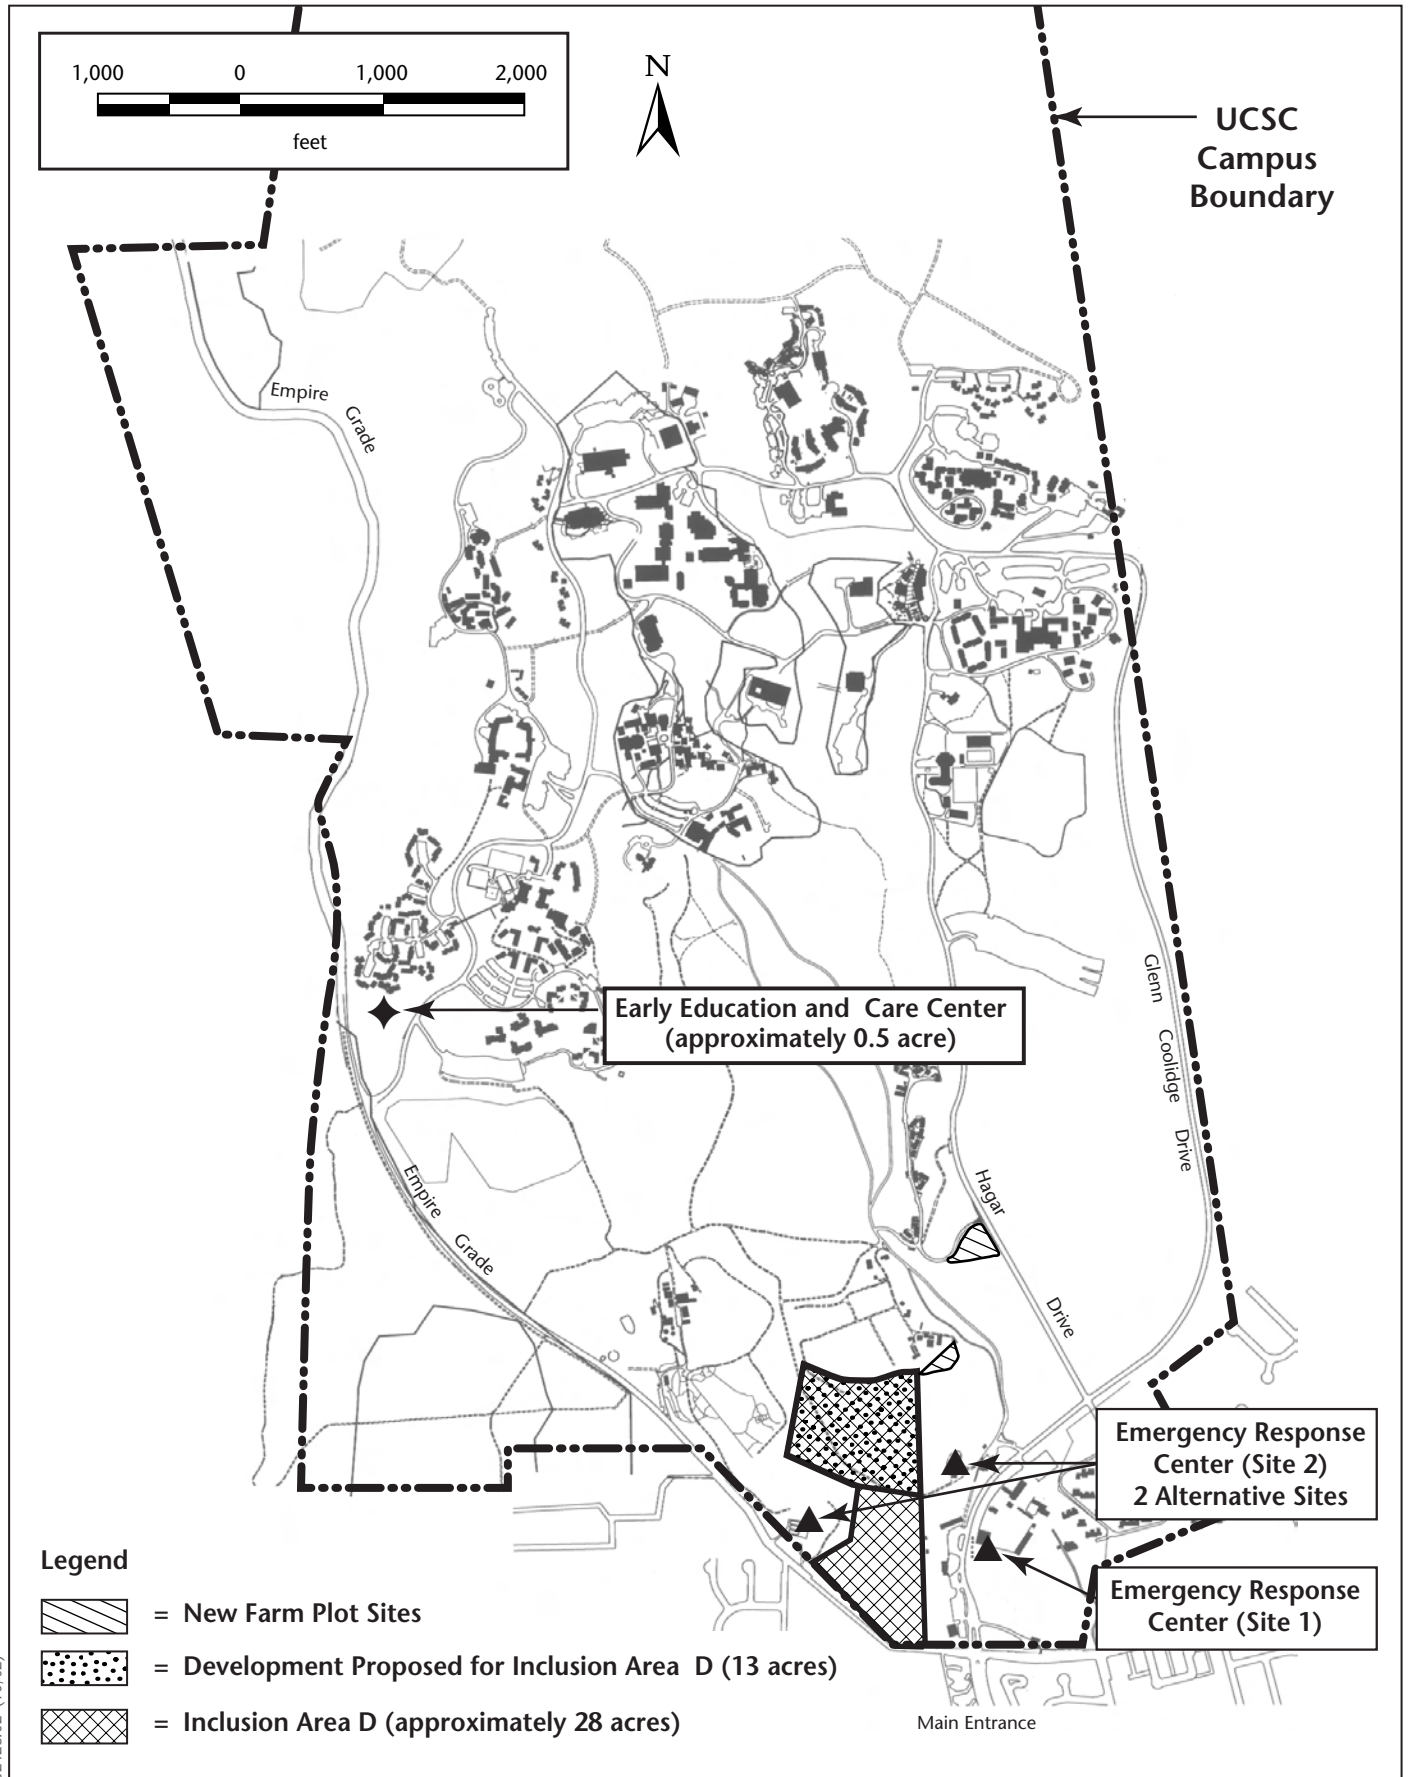 1,000 0 1,000 2,000
feet
N
UCSC
Campus
Boundary
Empire
Grade
Early Education and Care Center
(approximately 0.5 acre)
Glenn
Coolidge
Drive
Empire
Grade
Hagar
Drive
Emergency Response
Center (Site 2)
2 Alternative Sites
Emergency Response
Center (Site 1)
Legend
= New Farm Plot Sites
= Development Proposed for Inclusion Area D (13 acres)
= Inclusion Area D (approximately 28 acres)
Main Entrance